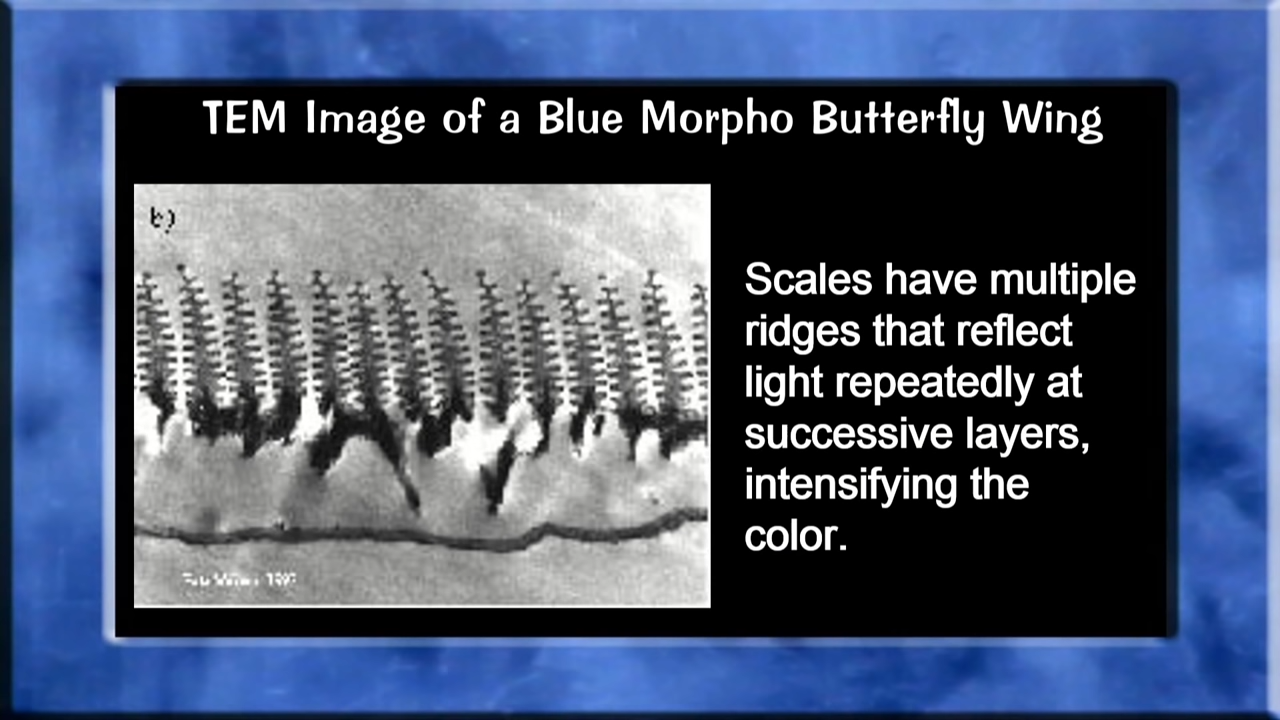 TEM Image of a Blue Morpho Butterfly Wing
b)
Scales have multiple
ridges that reflect
light repeatedly at
successive layers,
intensifying the
color.